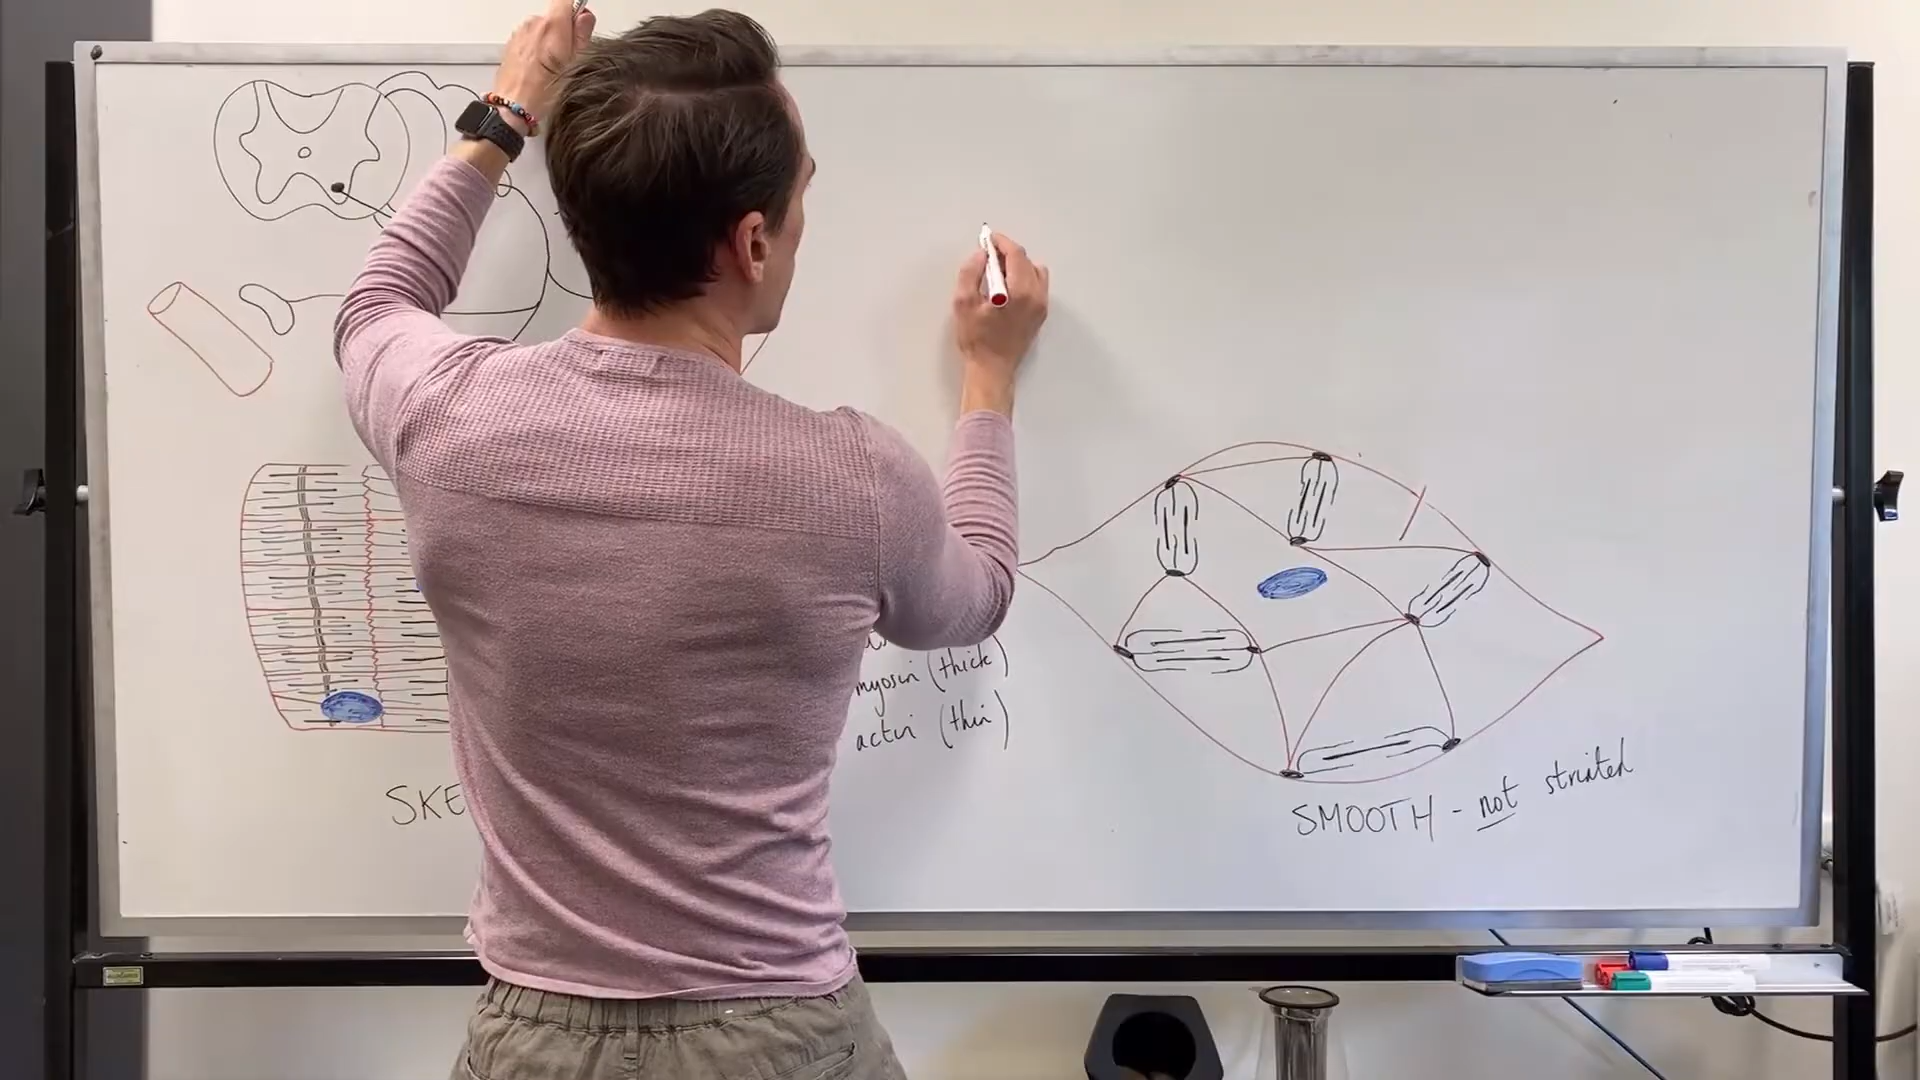 myosin (thick)
actin (thin)
SKE
SMOOTH - not striated